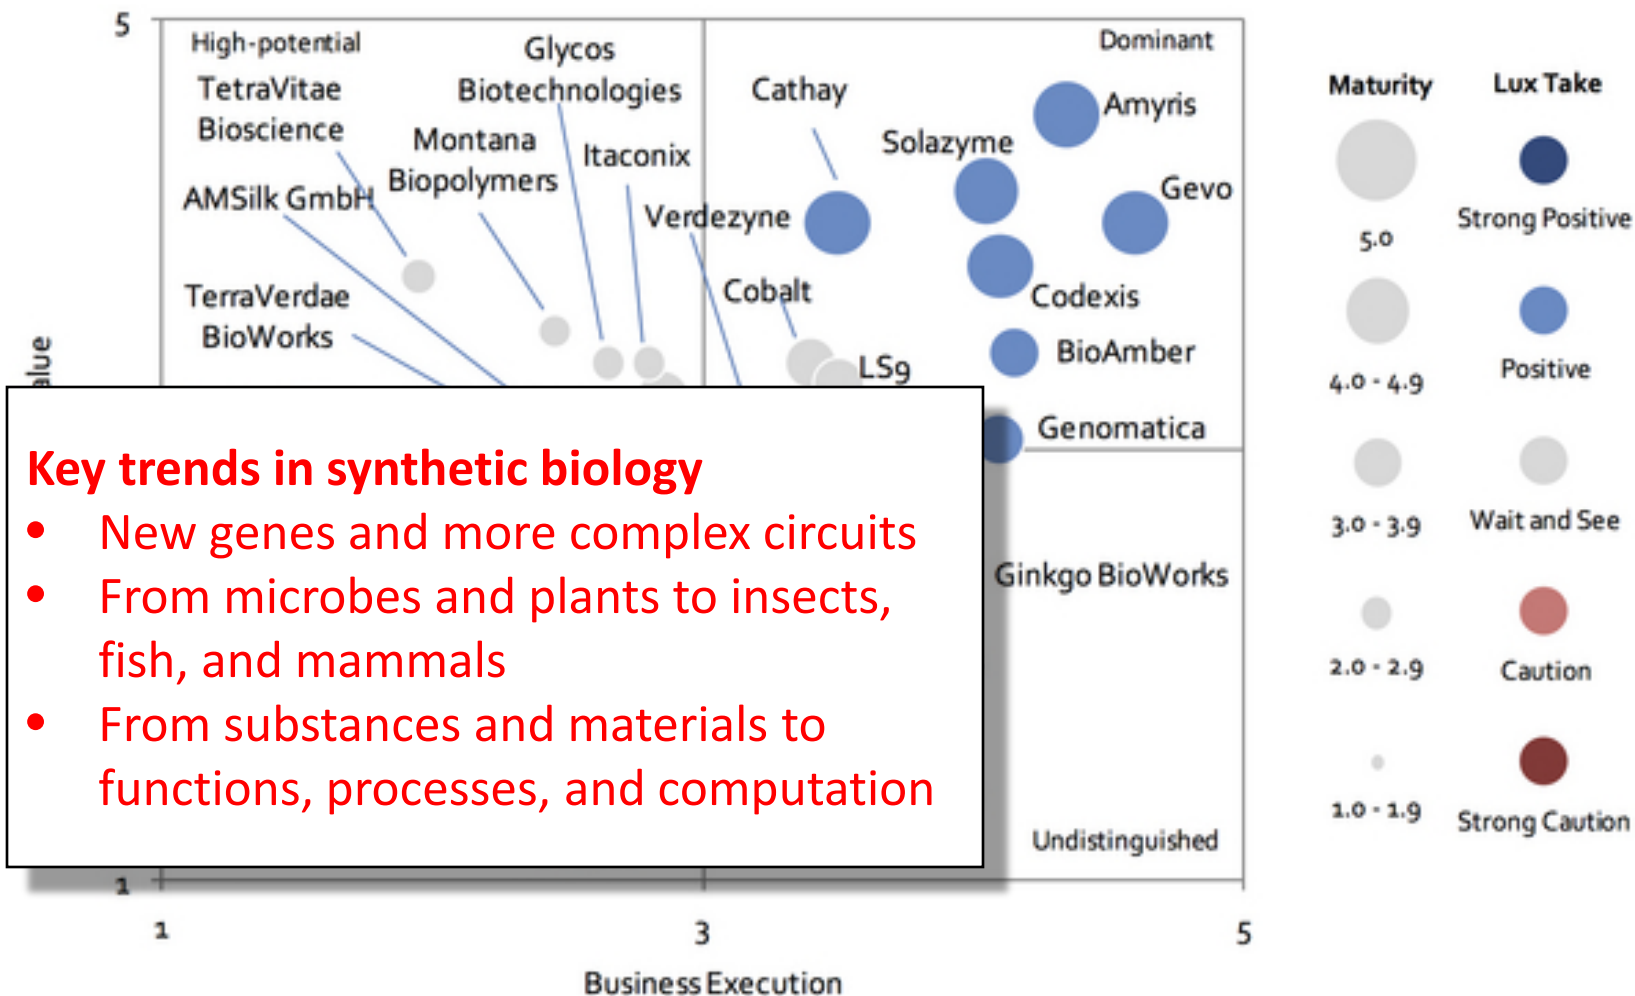 5
High-potential
Glycos
Biotechnologies
Dominant
TetraVitae
Bioscience
Cathay
Amyris
Montana
Biopolymers
Itaconix
Solazyme
AMSilk GmbH
Verdezyne
Gevo
TerraVerdae
BioWorks
Cobalt
Codexis
LS9
BioAmber
Genomatica
Ginkgo BioWorks
Undistinguished
Key trends in synthetic biology
• New genes and more complex circuits
• From microbes and plants to insects,
fish, and mammals
• From substances and materials to
functions, processes, and computation
1
1
3
5
Business Execution
Maturity
5.0
4.0 - 4.9
3.0 - 3.9
2.0 - 2.9
1.0 - 1.9
Lux Take
Strong Positive
Positive
Wait and See
Caution
Strong Caution